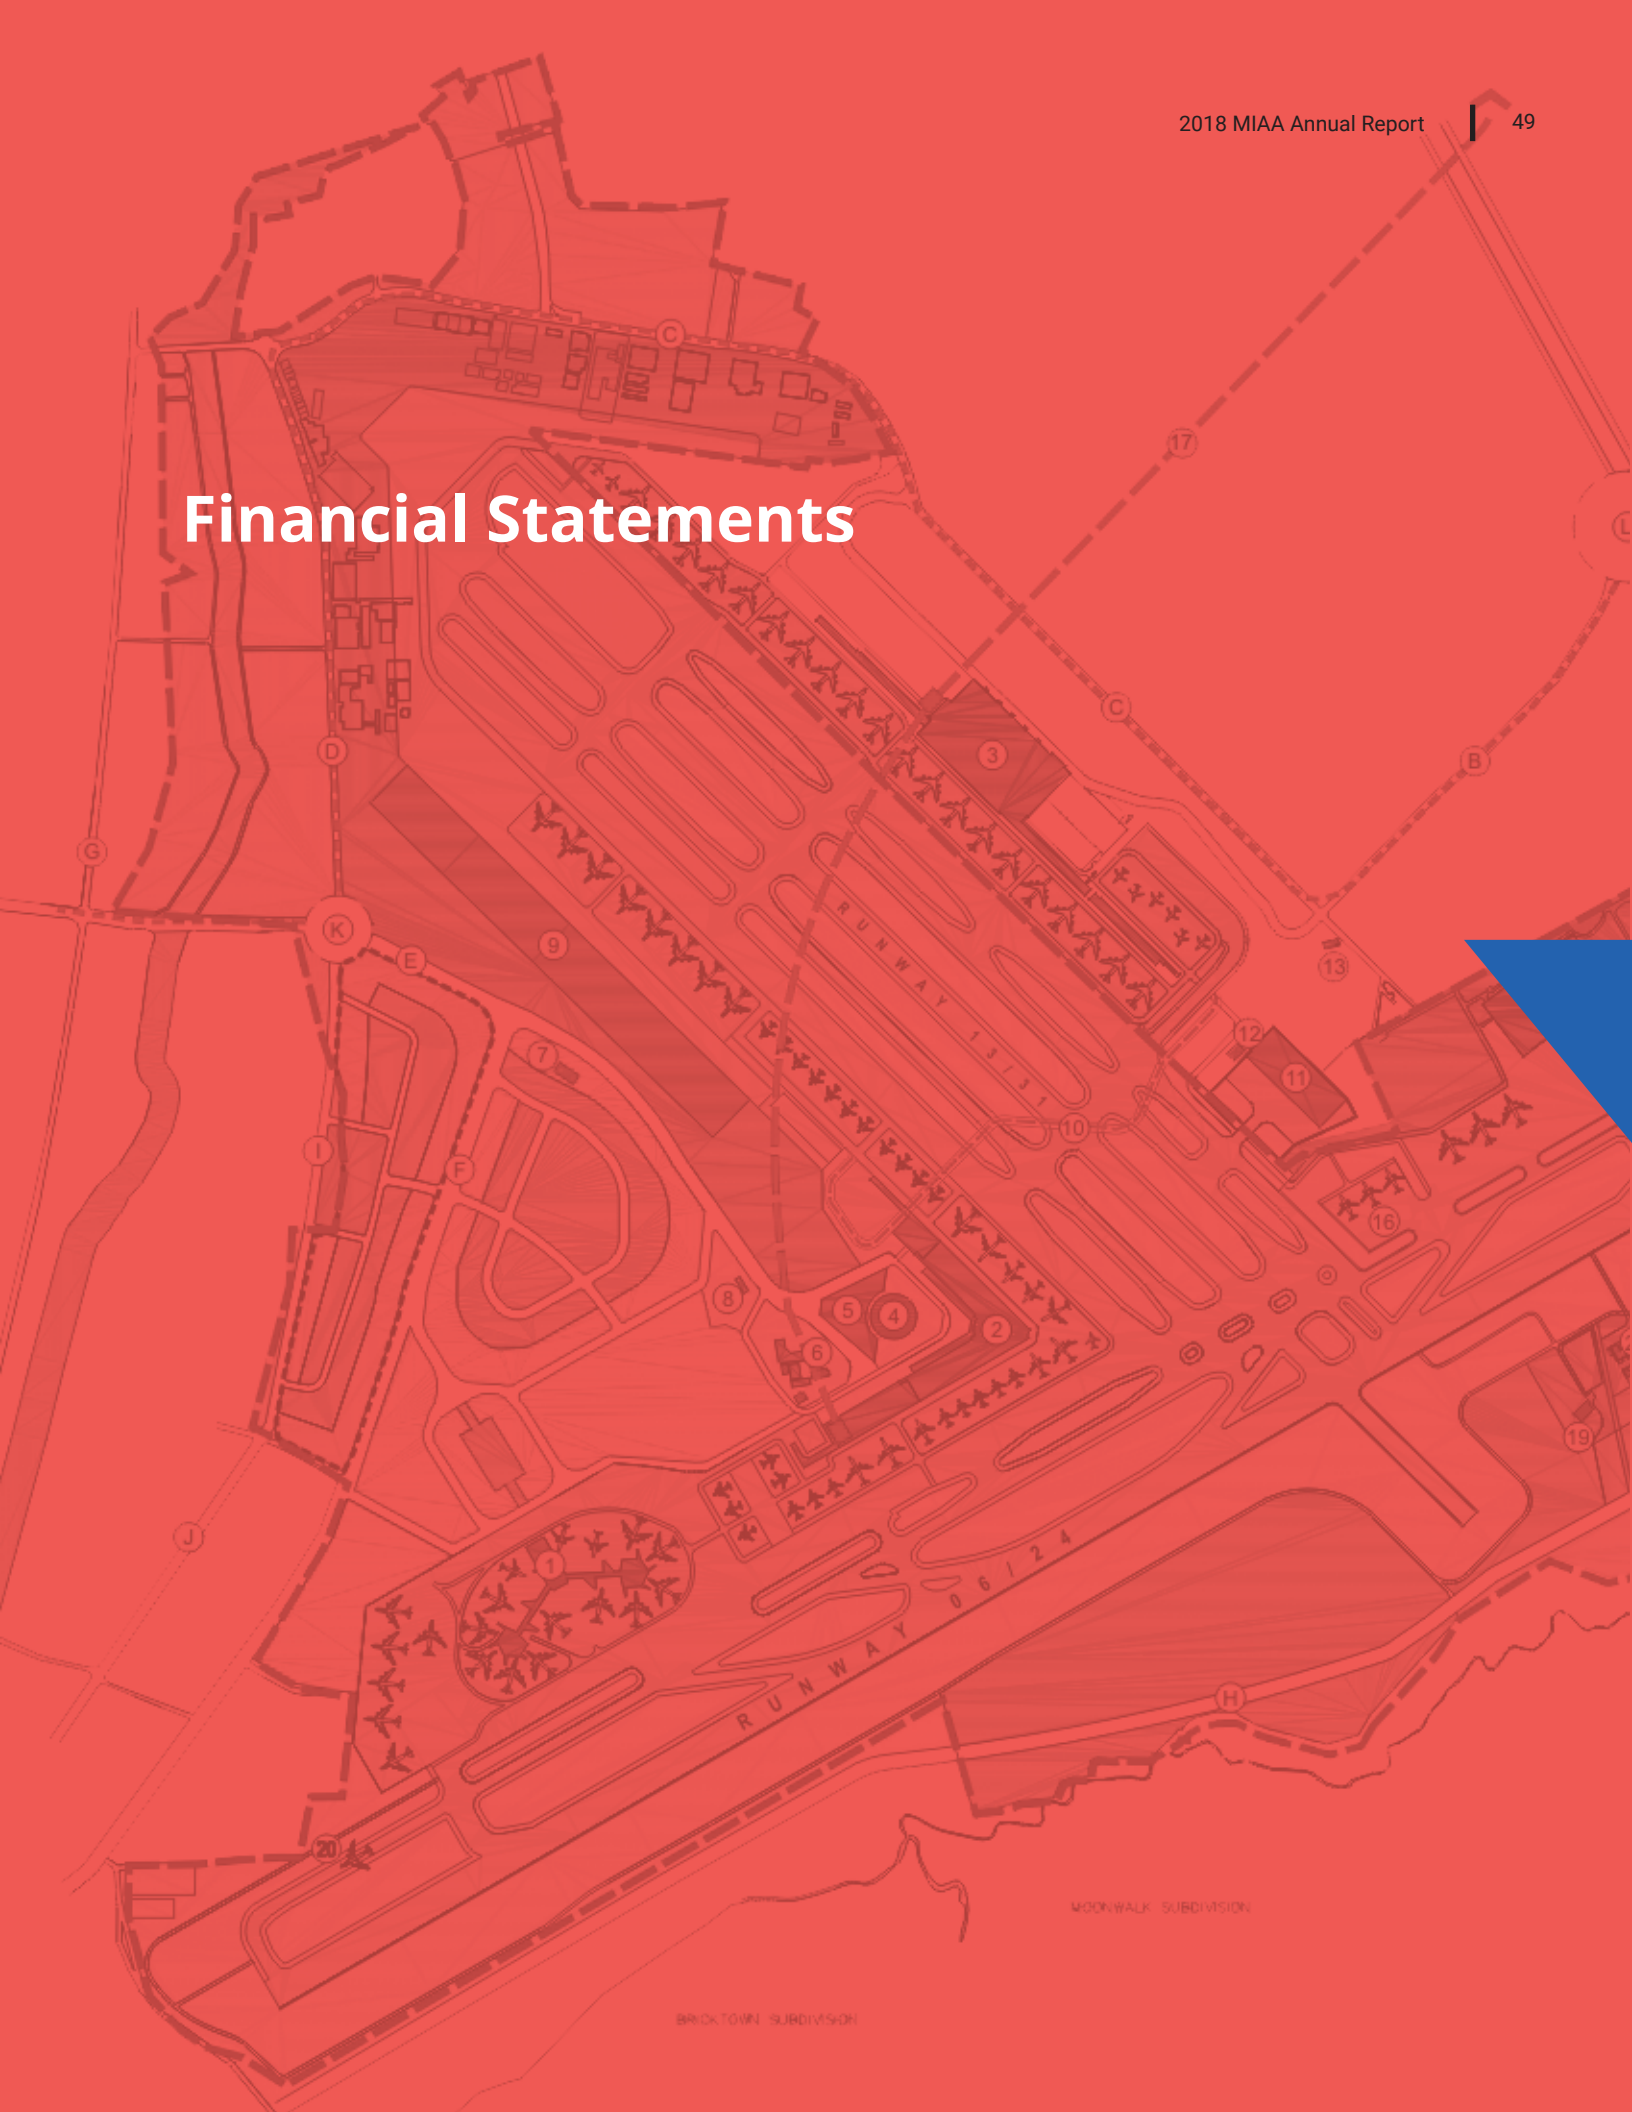 2018 MIAA Annual Report
49
C
17
L
Financial Statements
C
3
D
B
G
K
E
9
RUNWAY 13/31
13
12
7
11
10
I
F
16
8
5
4
2
6
19
J
1
RUNWAY 06/24
H
20
MOONWALK SUBDIVISION
BRICKTOWN SUBDIVISION